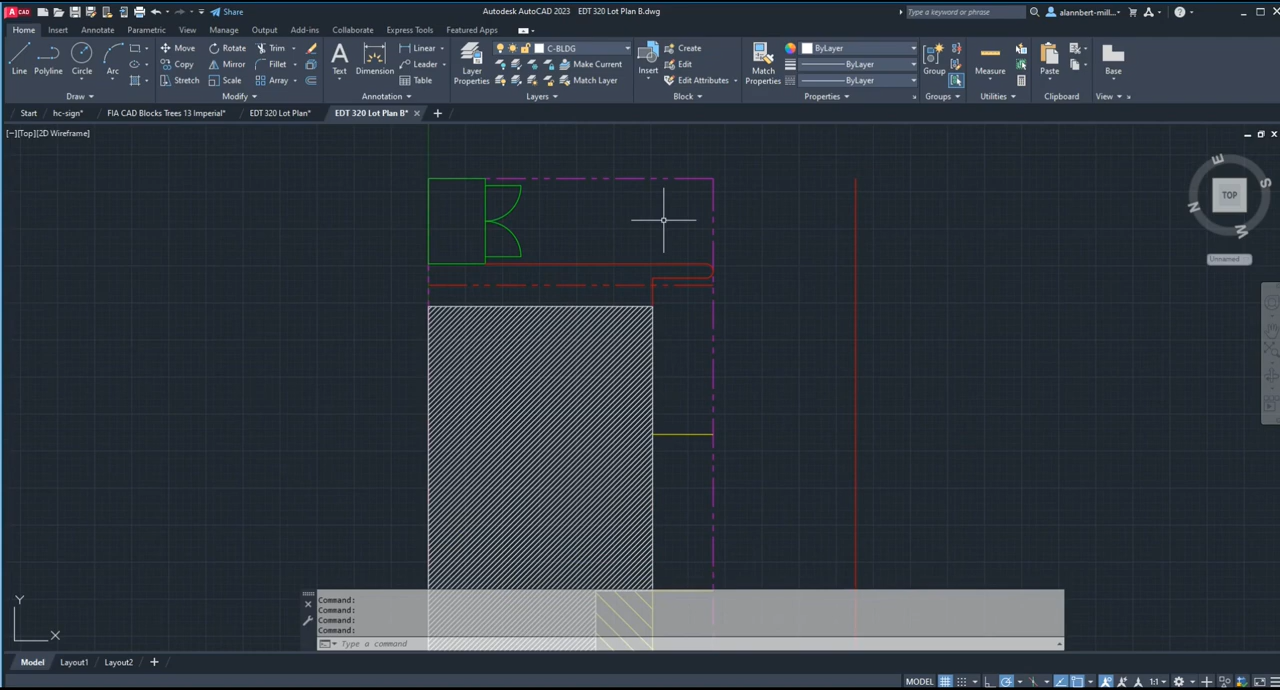 CAD Share Autodesk AutoCAD 2023 EDT 320 Lot Plan B.dwg Type a keyword or phrase alannbert-mill...
Home Insert Annotate Parametric View Manage Output Add-ins Collaborate Express Tools Featured Apps
Line Polyline Circle Arc Move Rotate Trim Text Dimension Linear Layer Properties C-BLDG Insert Create Match Properties ByLayer Group Measure Paste Base
Copy Mirror Fillet Leader Make Current Edit ByLayer
Stretch Scale Array Table Match Layer Edit Attributes ByLayer
Draw Modify Annotation Layers Block Properties Groups Utilities Clipboard View
Start hc-sign* FIA CAD Blocks Trees 13 Imperial* EDT 320 Lot Plan* EDT 320 Lot Plan B*
[−][Top][2D Wireframe]
E
S
TOP
N
W
Unnamed
Command:
Command:
Command:
Command:
Type a command
Y
X
Model Layout1 Layout2
MODEL 1:1